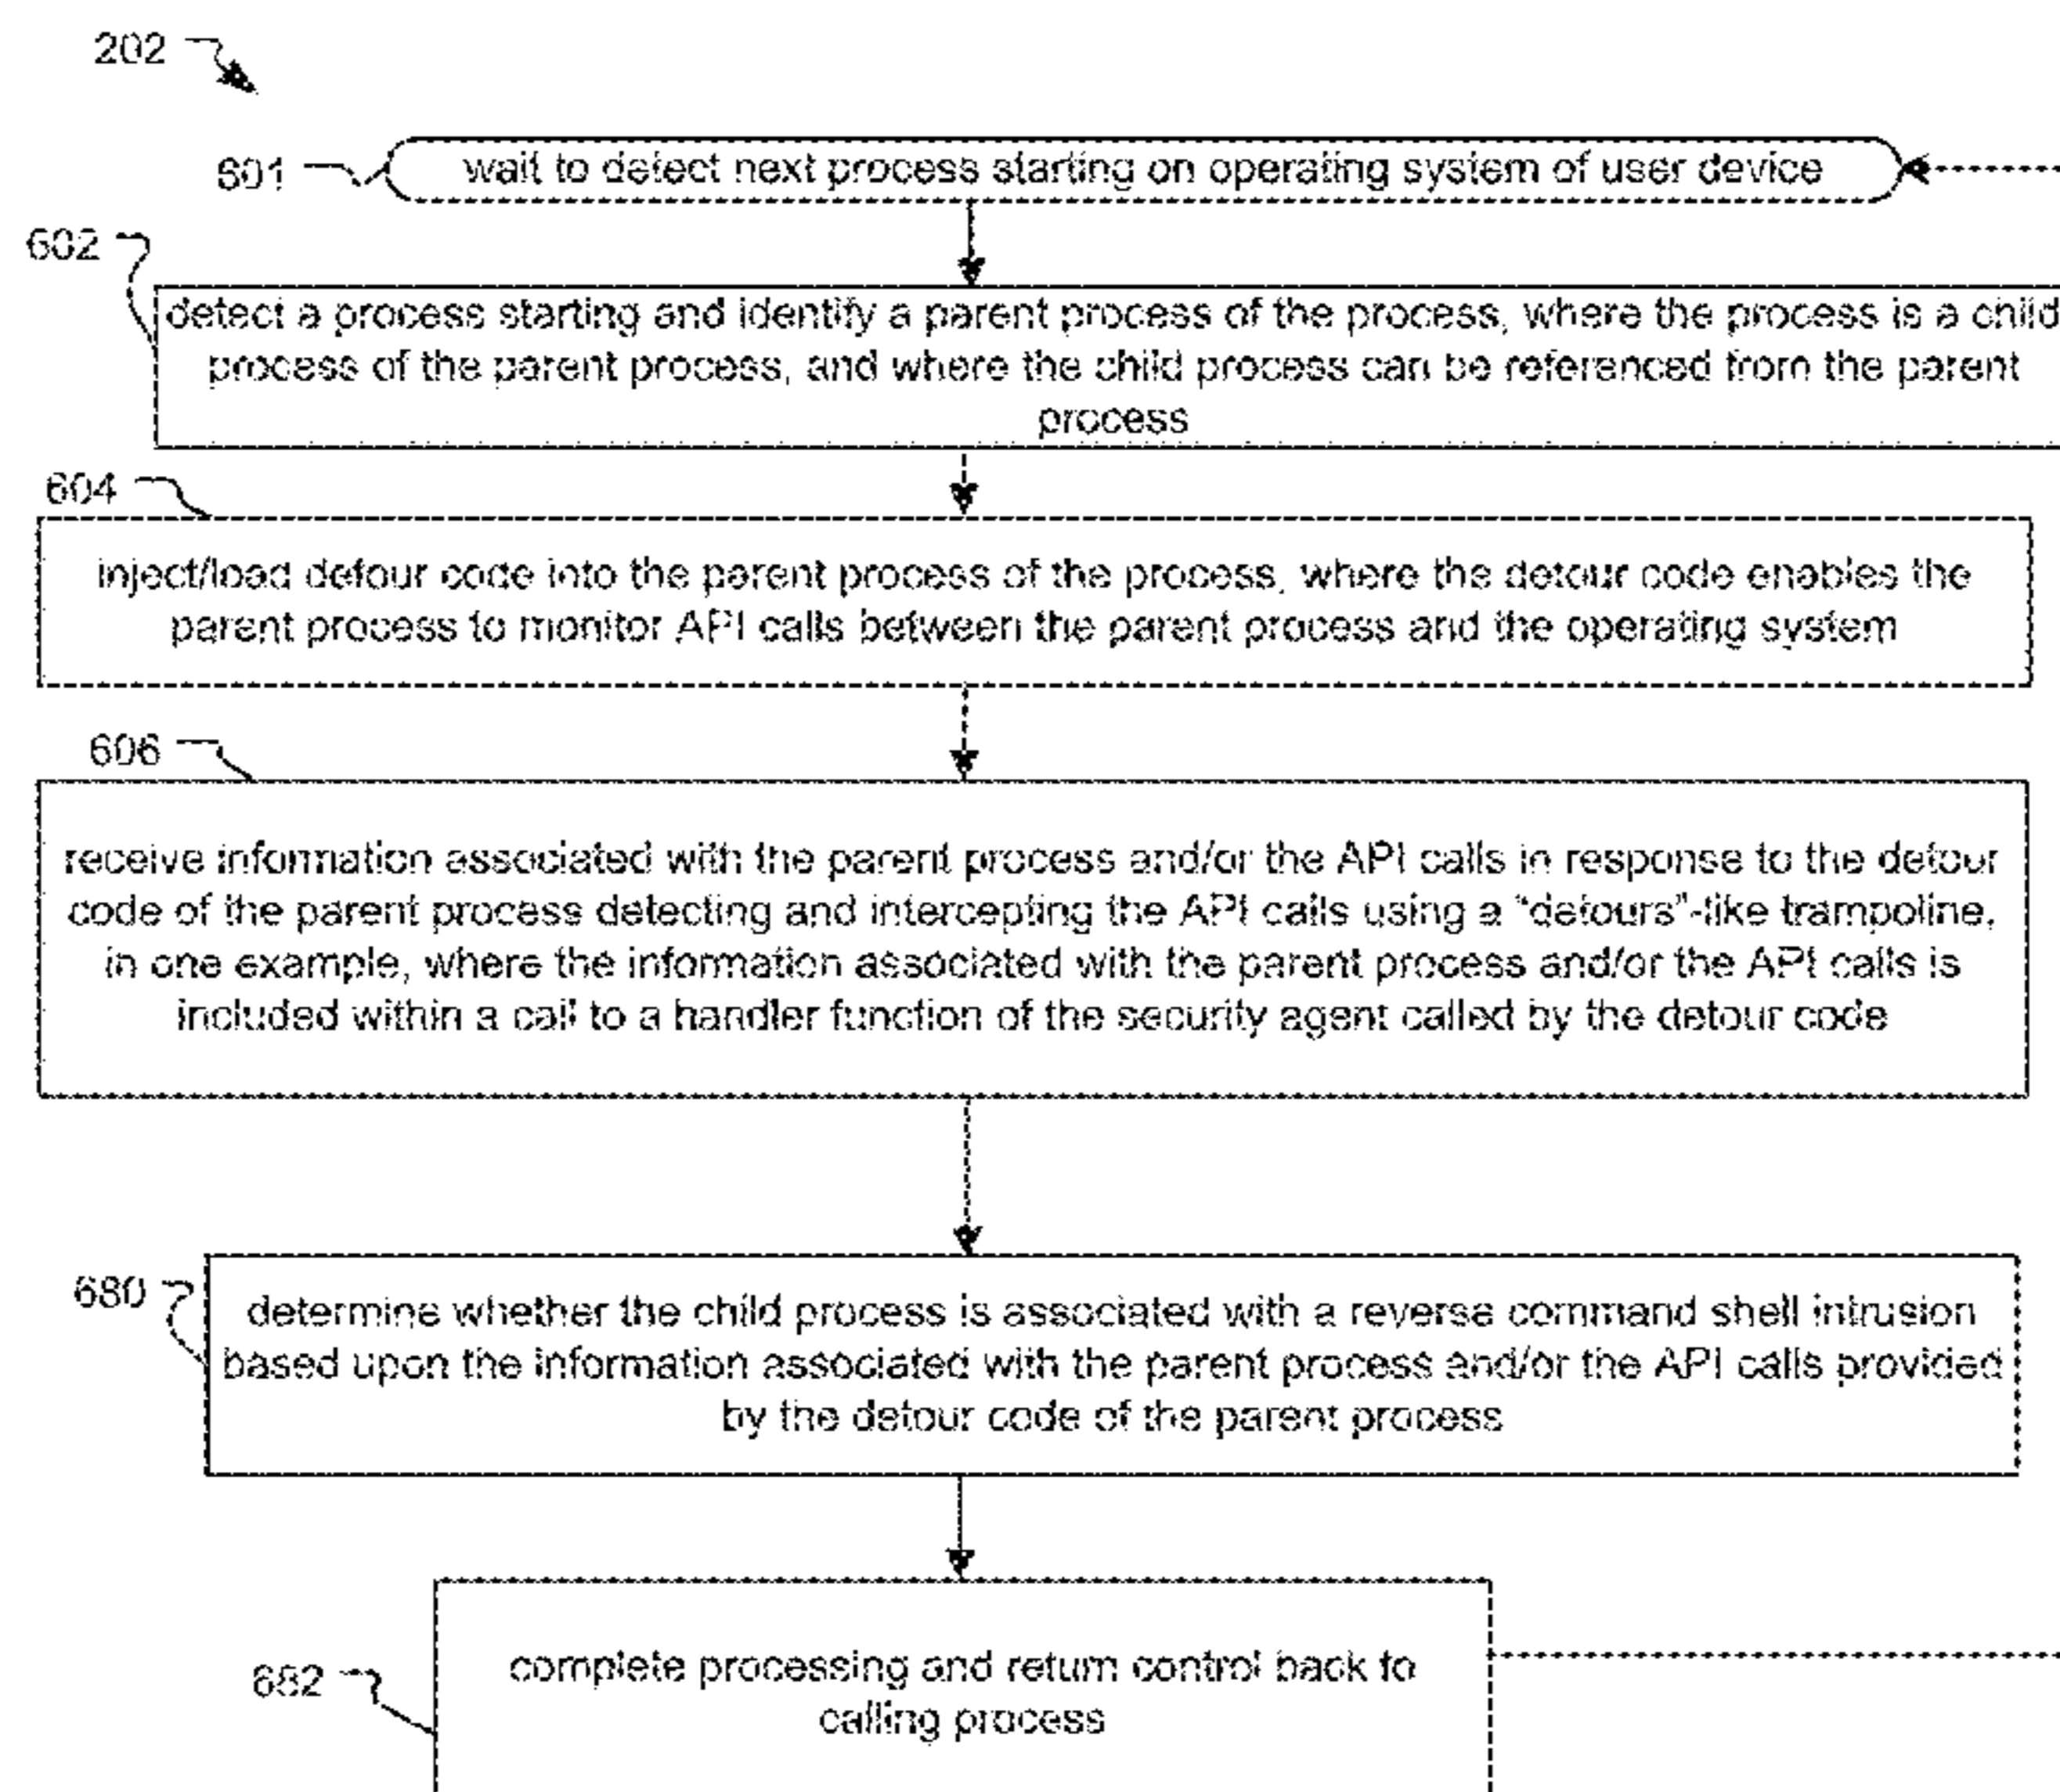 202
601
wait to detect next process starting on operating system of user device
602
detect a process starting and identify a parent process of the process, where the process is a child
process of the parent process, and where the child process can be referenced from the parent
process
604
inject/load detour code into the parent process of the process, where the detour code enables the
parent process to monitor API calls between the parent process and the operating system
606
receive information associated with the parent process and/or the API calls in response to the detour
code of the parent process detecting and intercepting the API calls using a "detours"-like trampoline,
in one example, where the information associated with the parent process and/or the API calls is
included within a call to a handler function of the security agent called by the detour code
680
determine whether the child process is associated with a reverse command shell intrusion
based upon the information associated with the parent process and/or the API calls provided
by the detour code of the parent process
682
complete processing and return control back to
calling process